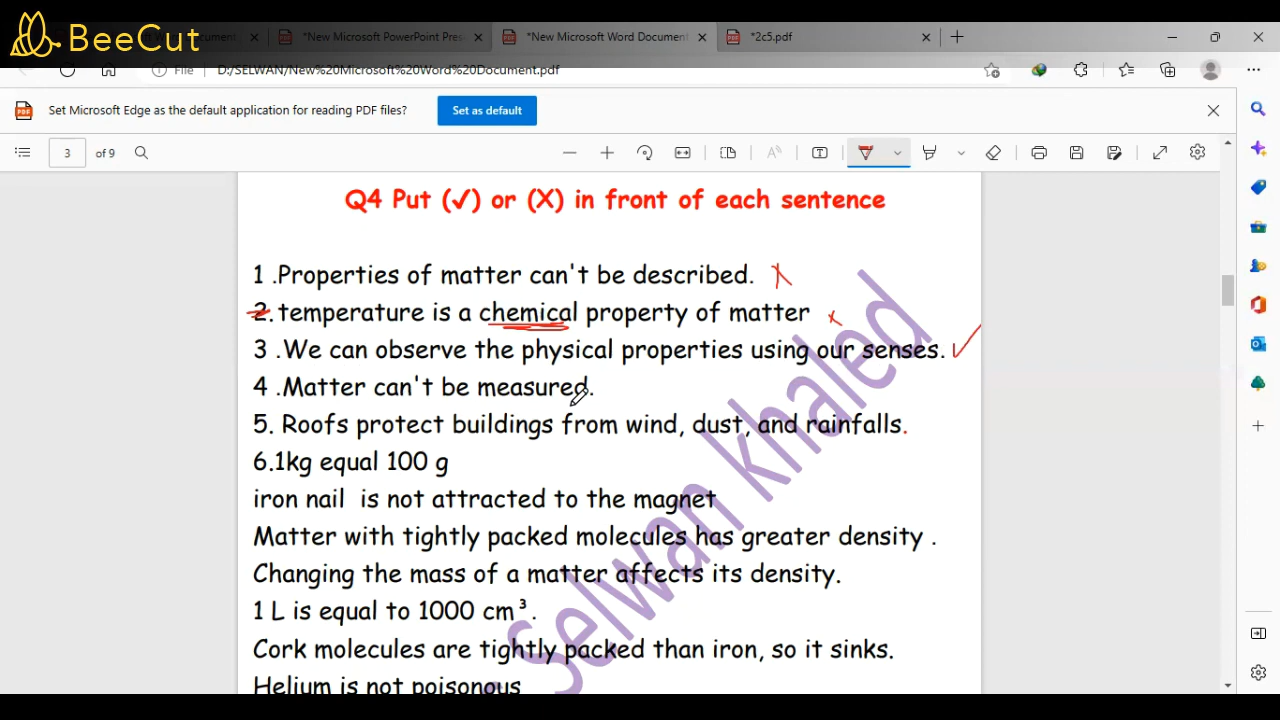 BeeCut
*New Microsoft PowerPoint Pres
*New Microsoft Word Document
*2c5.pdf
File
D:/SELWAN/New%20Microsoft%20Word%20Document.pdf
Set Microsoft Edge as the default application for reading PDF files?
Set as default
3 of 9
Q4 Put (✓) or (X) in front of each sentence
1 .Properties of matter can't be described. X
2. temperature is a chemical property of matter x
3 .We can observe the physical properties using our senses. ✓
4 .Matter can't be measured.
5. Roofs protect buildings from wind, dust, and rainfalls.
6.1kg equal 100 g
iron nail is not attracted to the magnet
Matter with tightly packed molecules has greater density .
Changing the mass of a matter affects its density.
1 L is equal to 1000 cm³.
Cork molecules are tightly packed than iron, so it sinks.
Helium is not poisonous
Selwan khaled